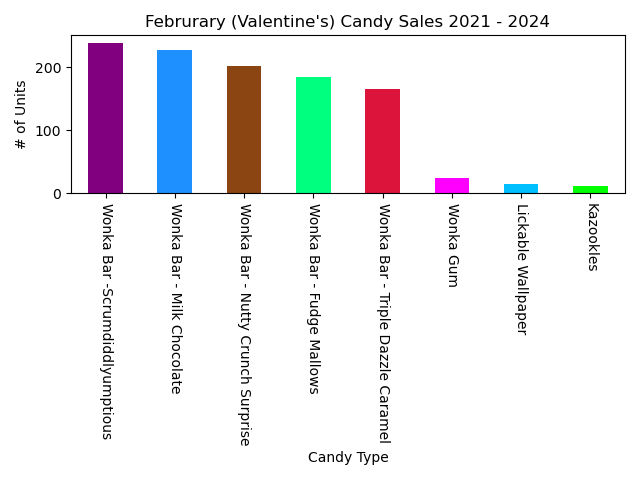 Februrary (Valentine's) Candy Sales 2021 - 2024
# of Units
200
100
0
Wonka Bar -Scrumdiddlyumptious
Wonka Bar - Milk Chocolate
Wonka Bar - Nutty Crunch Surprise
Wonka Bar - Fudge Mallows
Wonka Bar - Triple Dazzle Caramel
Wonka Gum
Lickable Wallpaper
Kazookles
Candy Type